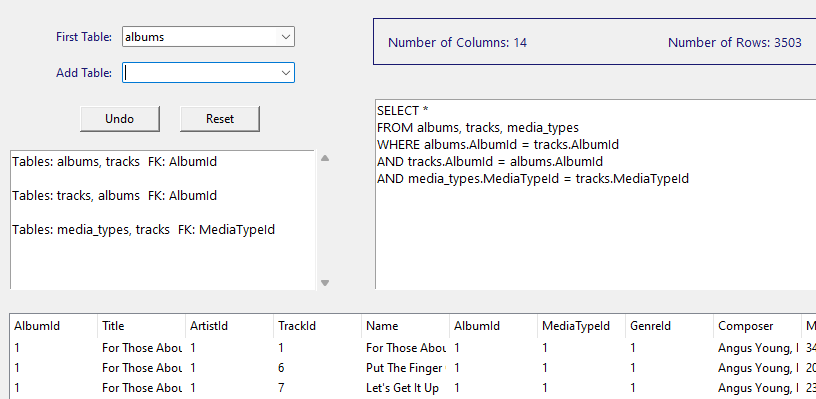 First Table: albums
Number of Columns: 14 Number of Rows: 3503
Add Table:
Undo Reset
SELECT *
FROM albums, tracks, media_types
WHERE albums.AlbumId = tracks.AlbumId
AND tracks.AlbumId = albums.AlbumId
AND media_types.MediaTypeId = tracks.MediaTypeId
Tables: albums, tracks FK: AlbumId
Tables: tracks, albums FK: AlbumId
Tables: media_types, tracks FK: MediaTypeId
AlbumId Title ArtistId TrackId Name AlbumId MediaTypeId GenreId Composer M
1 For Those Abou 1 1 For Those Abou 1 1 1 Angus Young, 34
1 For Those Abou 1 6 Put The Finger 1 1 1 Angus Young, 20
1 For Those Abou 1 7 Let's Get It Up 1 1 1 Angus Young, 23